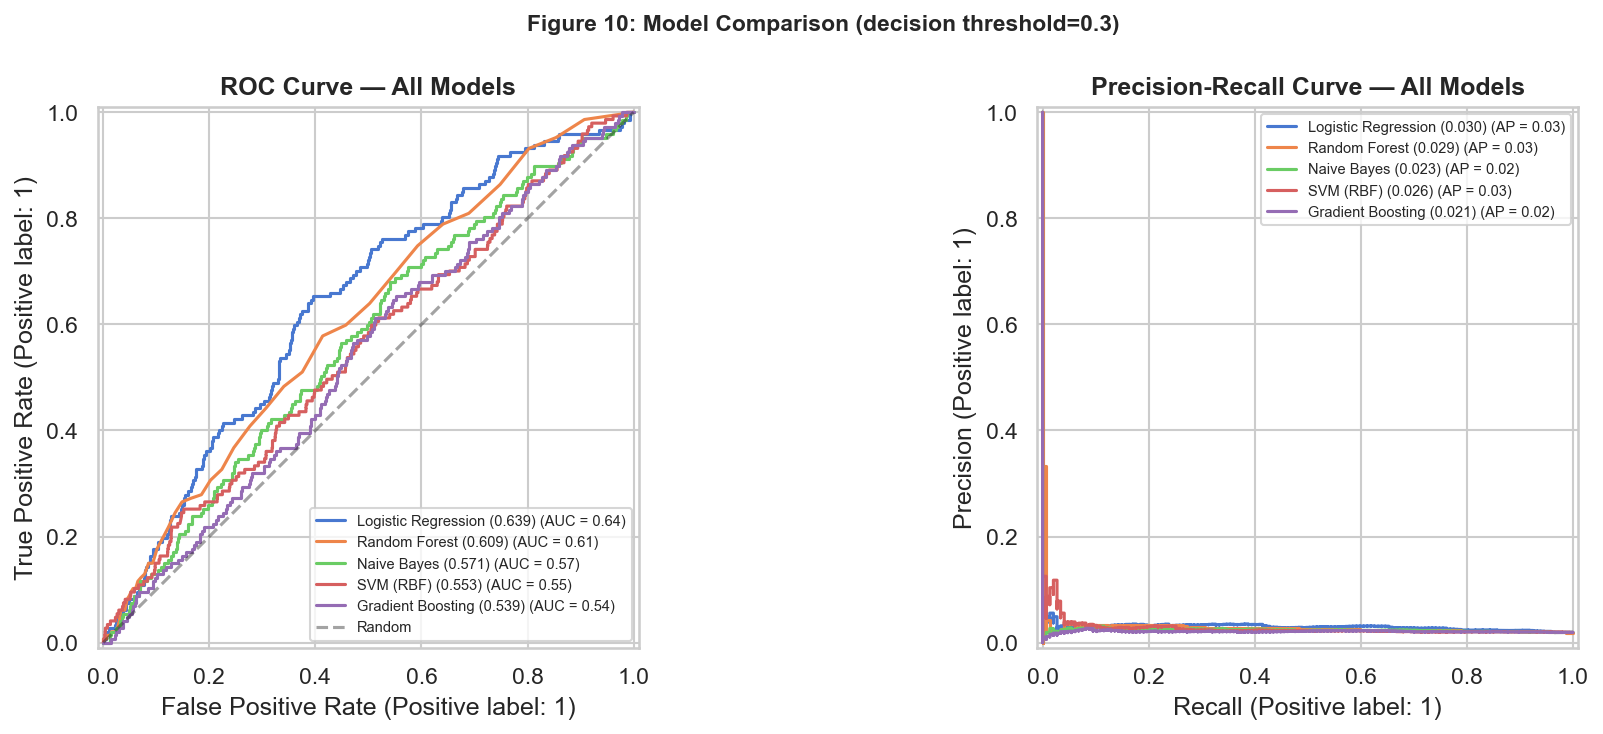 Figure 10: Model Comparison (decision threshold=0.3)
ROC Curve — All Models
True Positive Rate (Positive label: 1)
1.0
0.8
0.6
0.4
0.2
0.0
Logistic Regression (0.639) (AUC = 0.64)
Random Forest (0.609) (AUC = 0.61)
Naive Bayes (0.571) (AUC = 0.57)
SVM (RBF) (0.553) (AUC = 0.55)
Gradient Boosting (0.539) (AUC = 0.54)
Random
0.0 0.2 0.4 0.6 0.8 1.0
False Positive Rate (Positive label: 1)
Precision-Recall Curve — All Models
Precision (Positive label: 1)
1.0
0.8
0.6
0.4
0.2
0.0
Logistic Regression (0.030) (AP = 0.03)
Random Forest (0.029) (AP = 0.03)
Naive Bayes (0.023) (AP = 0.02)
SVM (RBF) (0.026) (AP = 0.03)
Gradient Boosting (0.021) (AP = 0.02)
0.0 0.2 0.4 0.6 0.8 1.0
Recall (Positive label: 1)